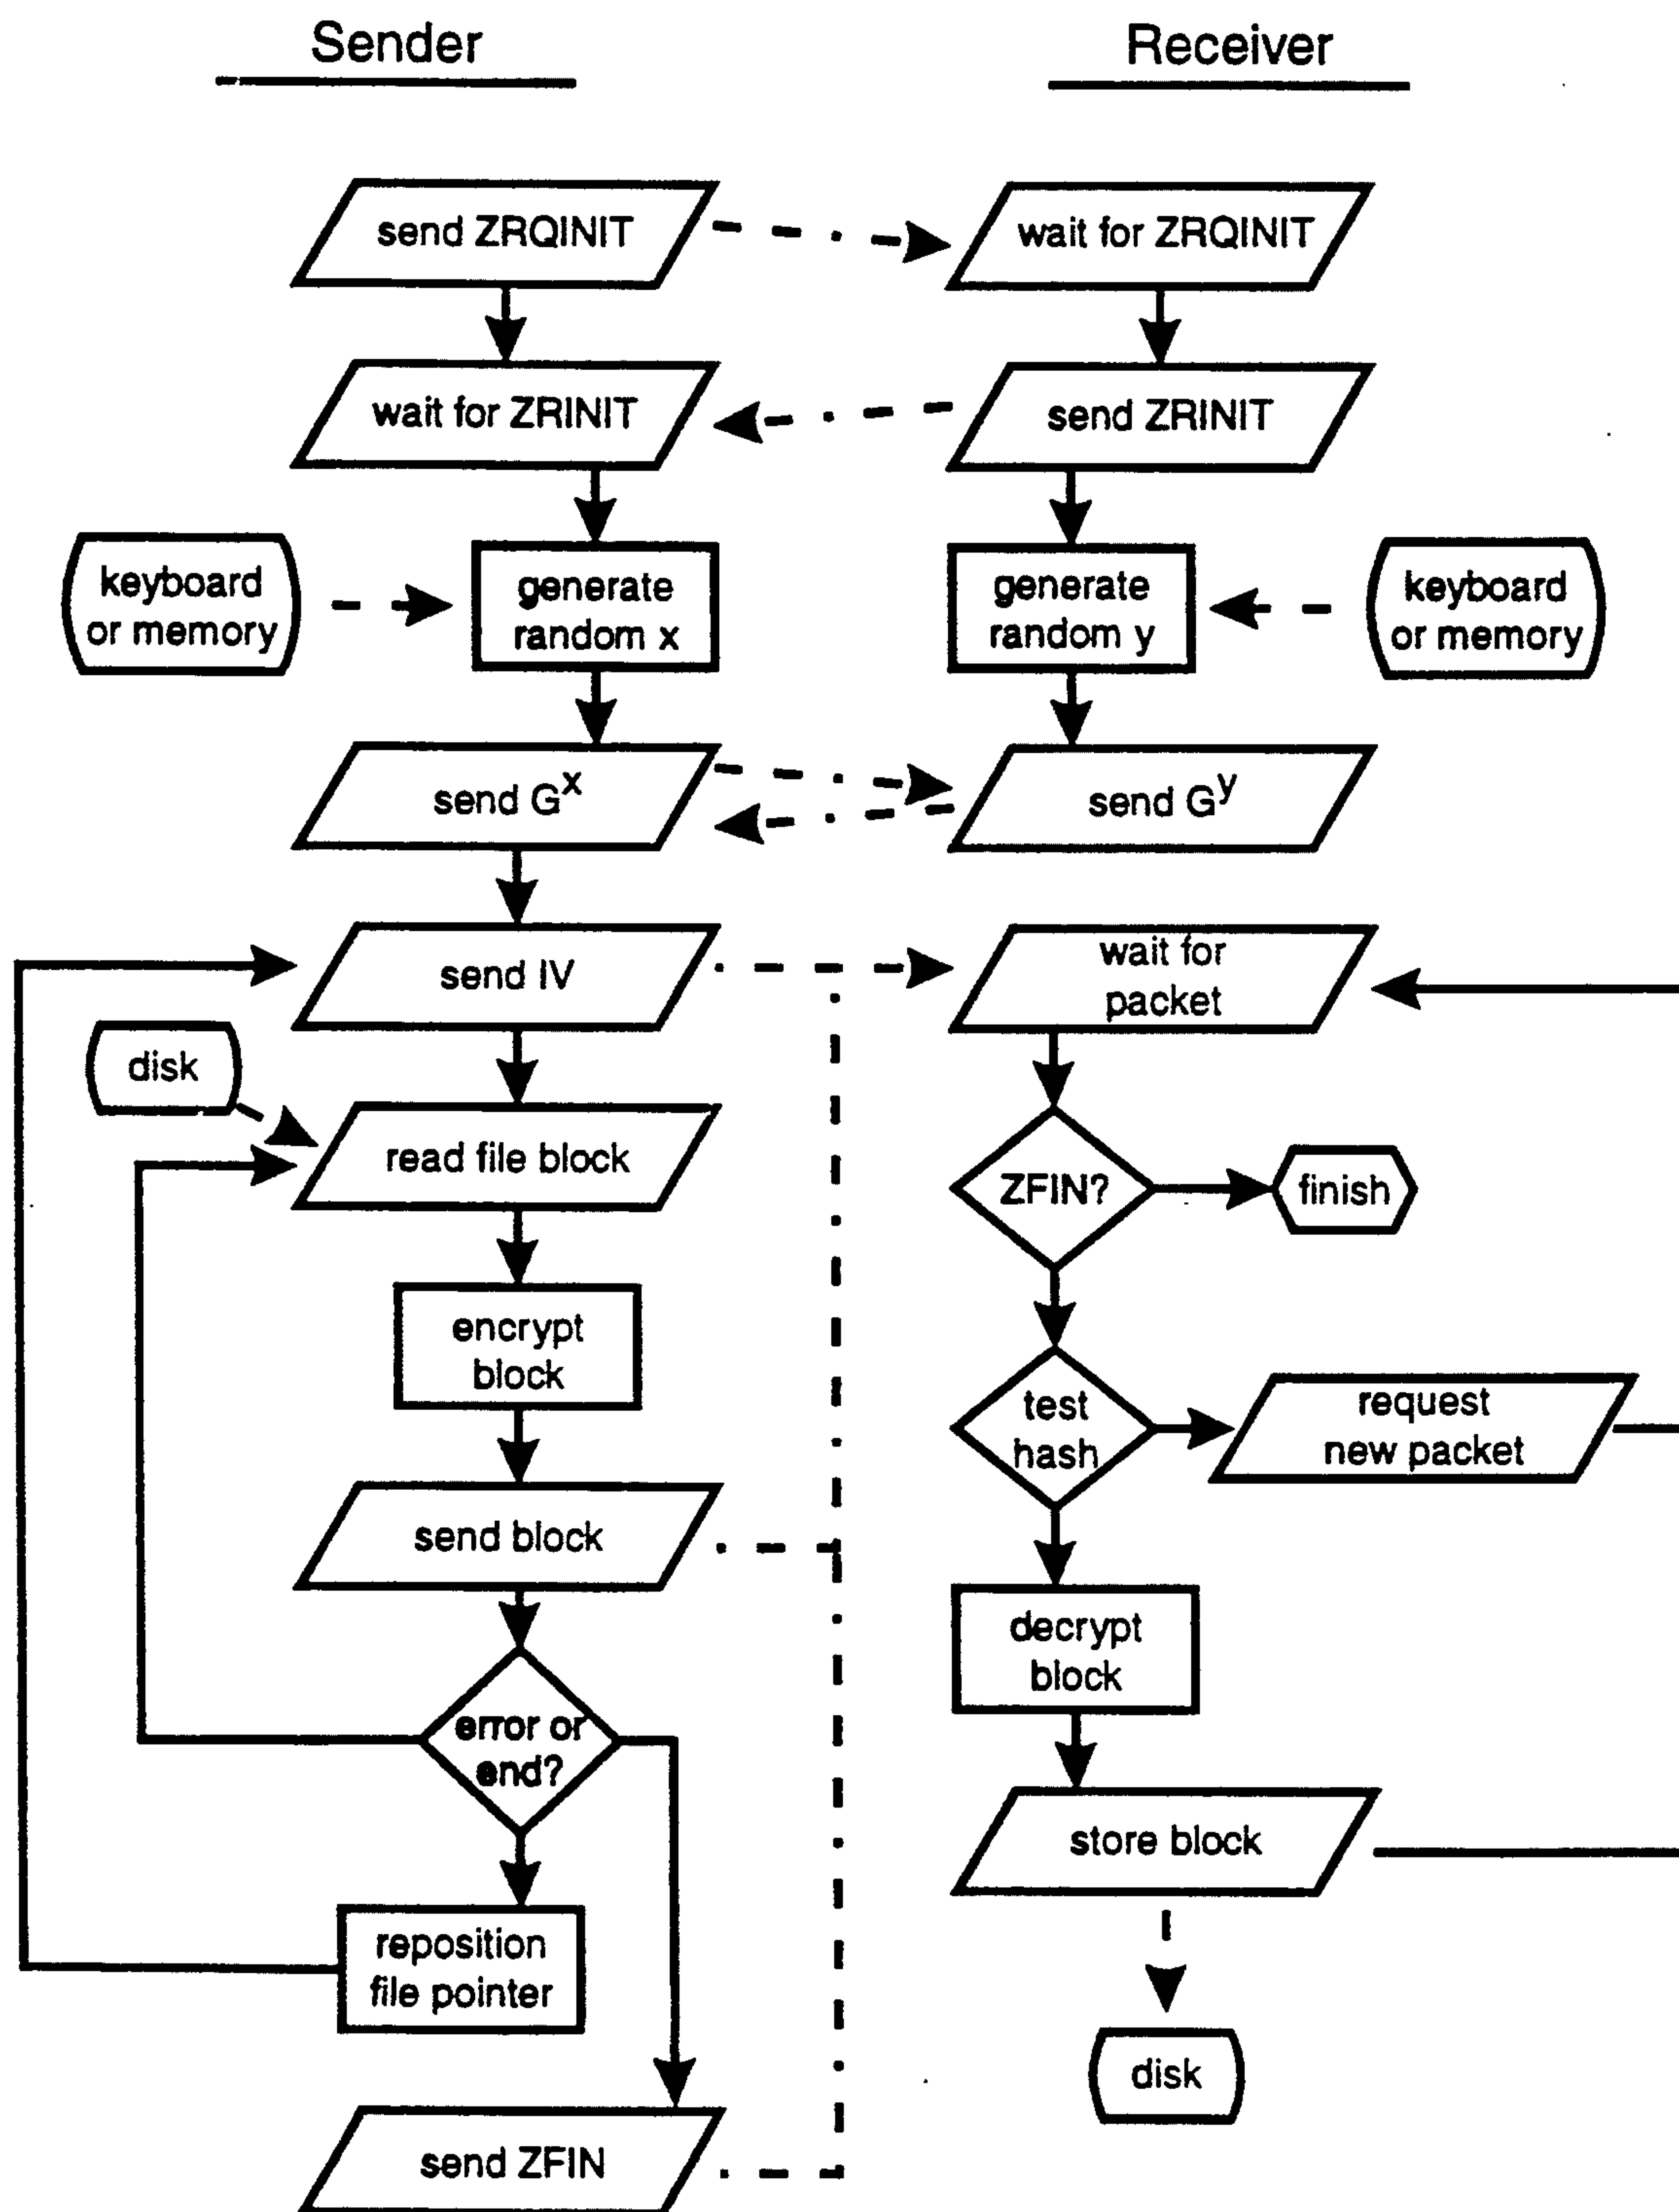 Sender
Receiver
send ZRQINIT
wait for ZRQINIT
wait for ZRINIT
send ZRINIT
keyboard
or memory
generate
random x
generate
random y
keyboard
or memory
send G^x
send G^y
send IV
wait for
packet
disk
read file block
ZFIN?
finish
encrypt
block
test
hash
request
new packet
send block
decrypt
block
error or
end?
store block
reposition
file pointer
disk
send ZFIN